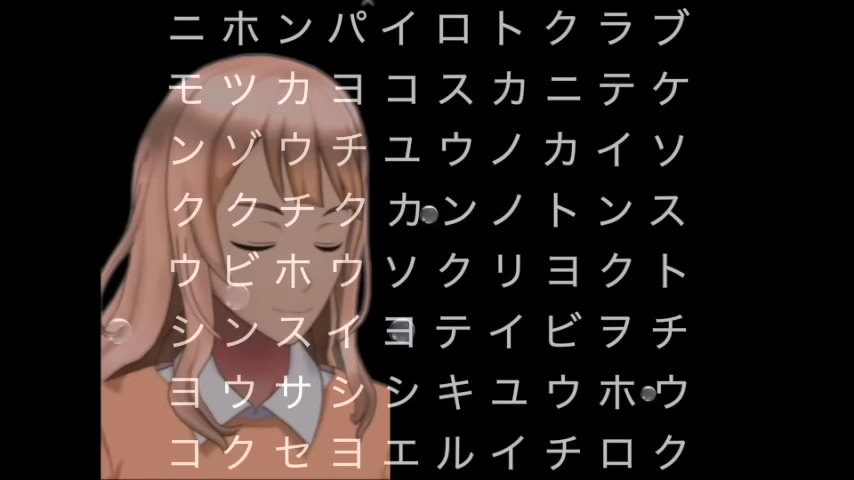 ニホンパイロトクラブ
モツカヨコスカニテケ
ンゾウチユウノカイソ
ククチクカンノトンス
ウビホウソクリヨクト
シンスイヨテイビヲチ
ヨウサシシキユウホウ
コクセヨエルイチロク